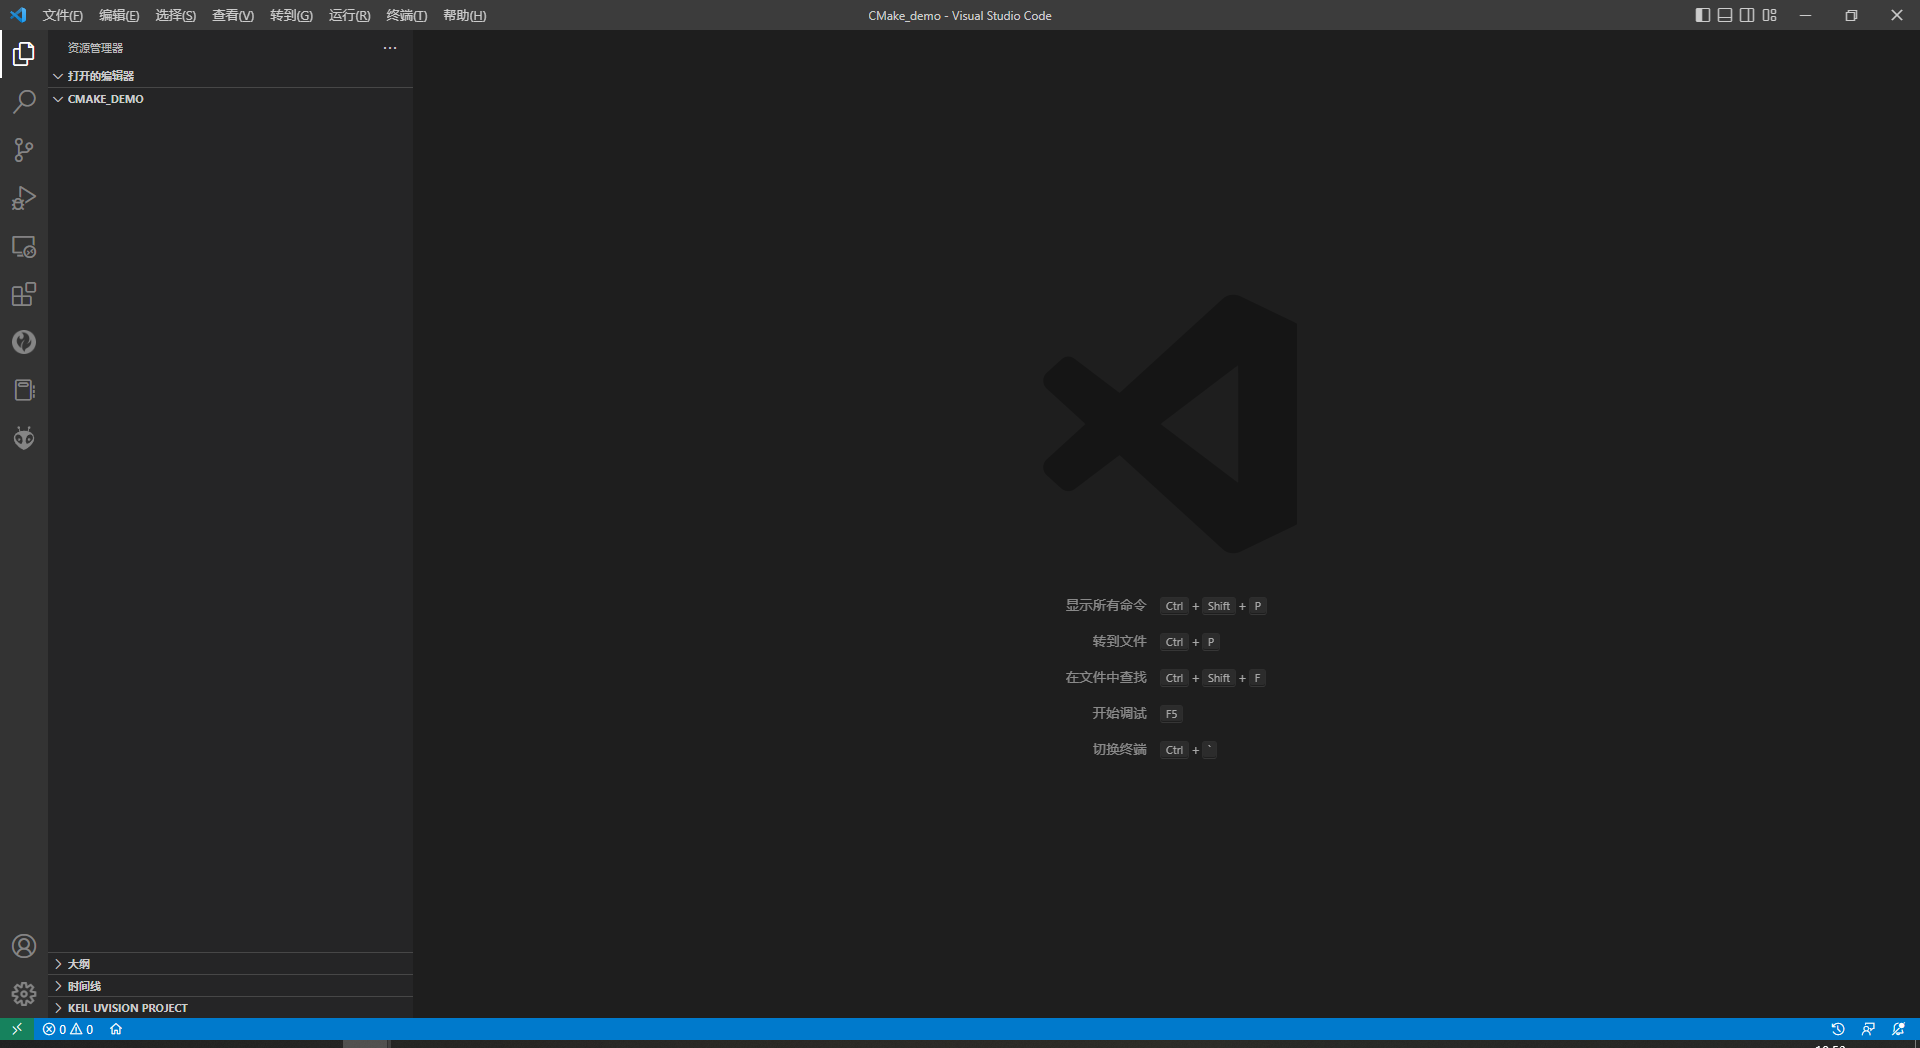 文件(F) 编辑(E) 选择(S) 查看(V) 转到(G) 运行(R) 终端(T) 帮助(H) CMake_demo - Visual Studio Code
资源管理器
打开的编辑器
CMAKE_DEMO
显示所有命令 Ctrl + Shift + P
转到文件 Ctrl + P
在文件中查找 Ctrl + Shift + F
开始调试 F5
切换终端 Ctrl + `
大纲
时间线
KEIL UVISION PROJECT
0 0